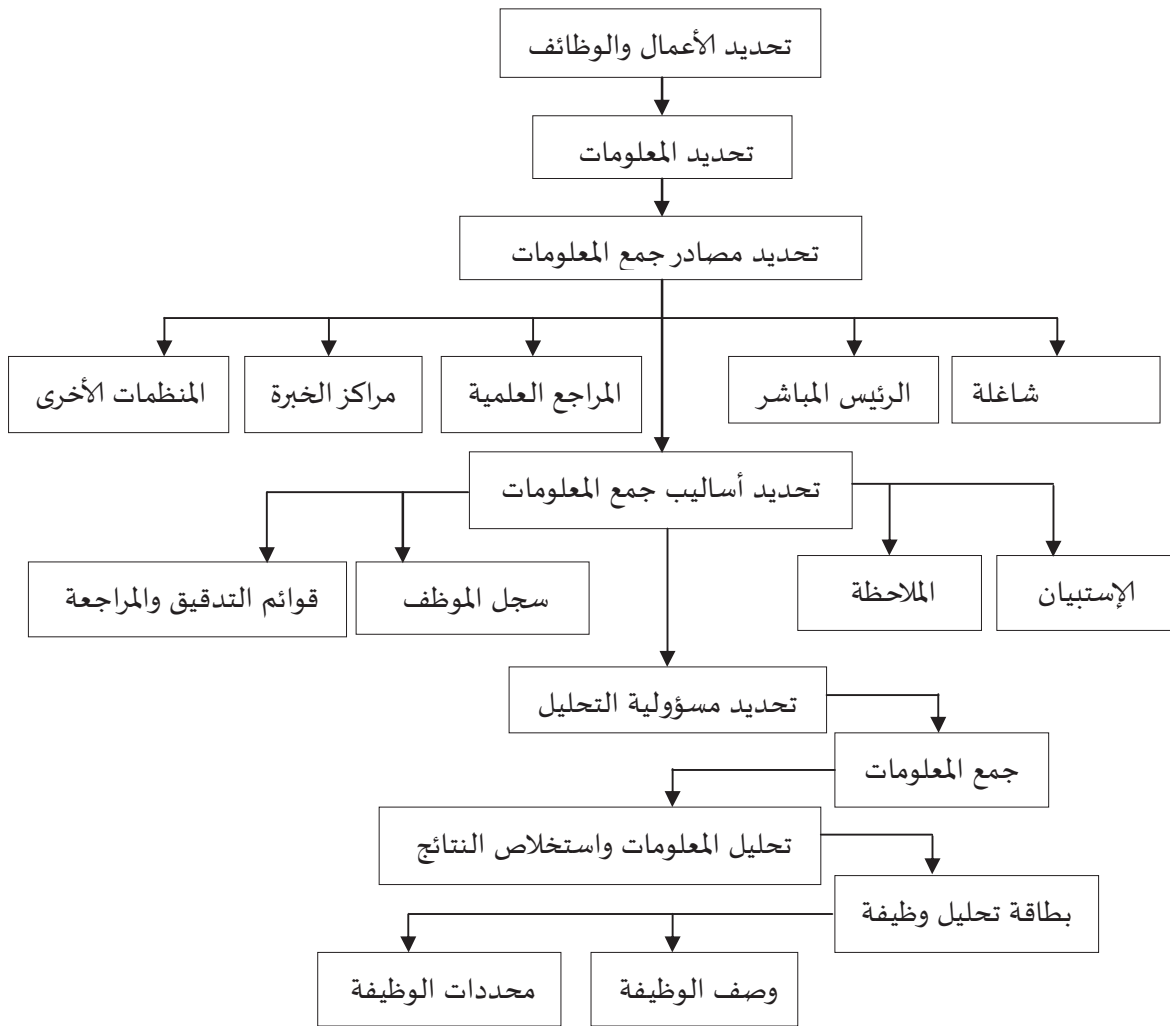 تحديد الأعمال والوظائف
تحديد المعلومات
تحديد مصادر جمع المعلومات
شاغلة
الرئيس المباشر
المراجع العلمية
مراكز الخبرة
المنظمات الأخرى
تحديد أساليب جمع المعلومات
الإستبيان
الملاحظة
سجل الموظف
قوائم التدقيق والمراجعة
تحديد مسؤولية التحليل
جمع المعلومات
تحليل المعلومات واستخلاص النتائج
بطاقة تحليل وظيفة
وصف الوظيفة
محددات الوظيفة